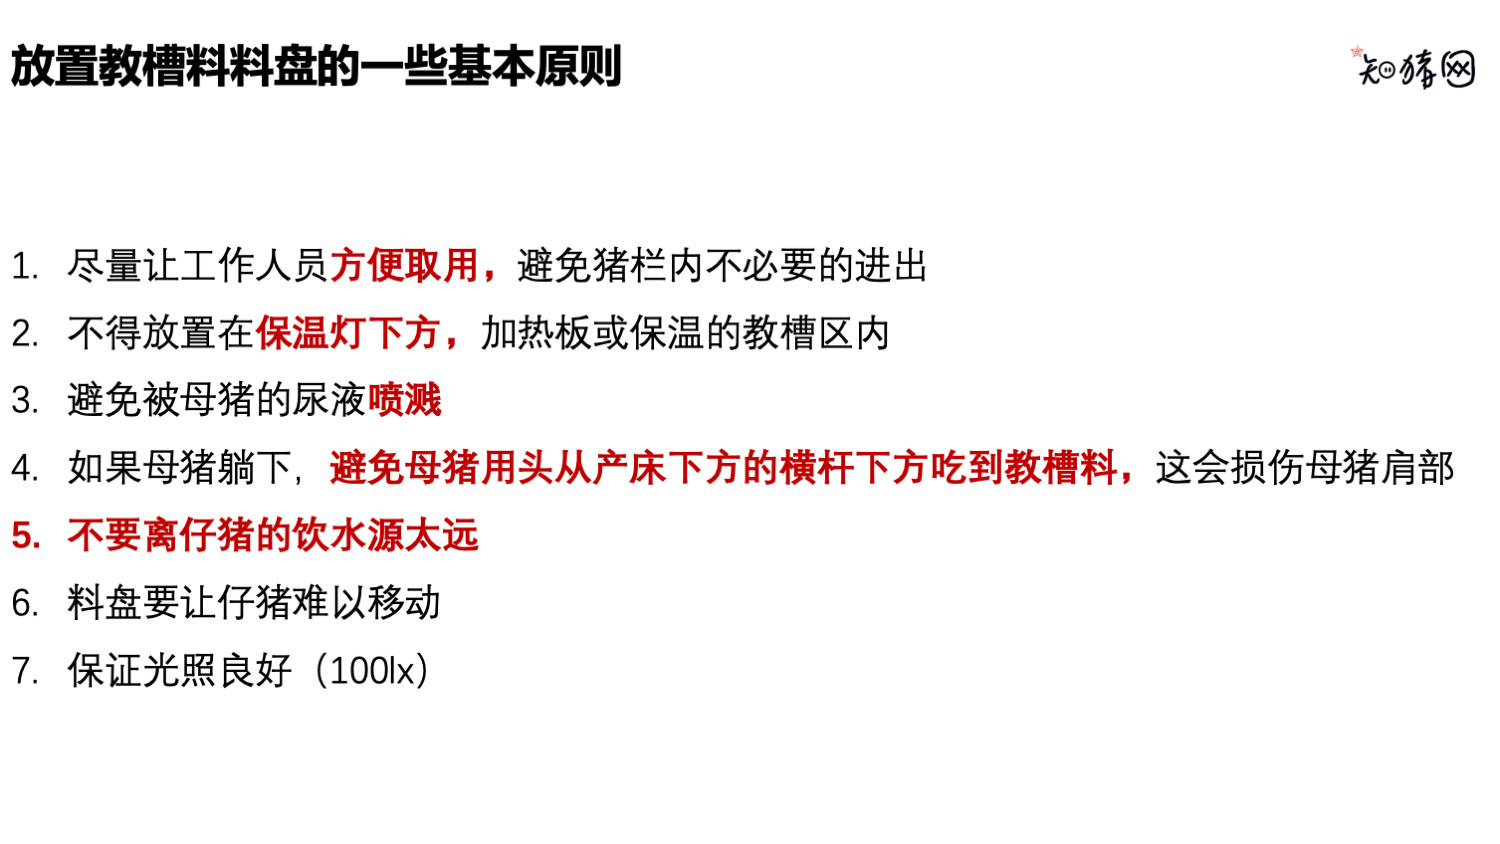 放置教槽料料盘的一些基本原则
知猪网
1. 尽量让工作人员方便取用，避免猪栏内不必要的进出
2. 不得放置在保温灯下方，加热板或保温的教槽区内
3. 避免被母猪的尿液喷溅
4. 如果母猪躺下，避免母猪用头从产床下方的横杆下方吃到教槽料，这会损伤母猪肩部
5. 不要离仔猪的饮水源太远
6. 料盘要让仔猪难以移动
7. 保证光照良好（100lx）